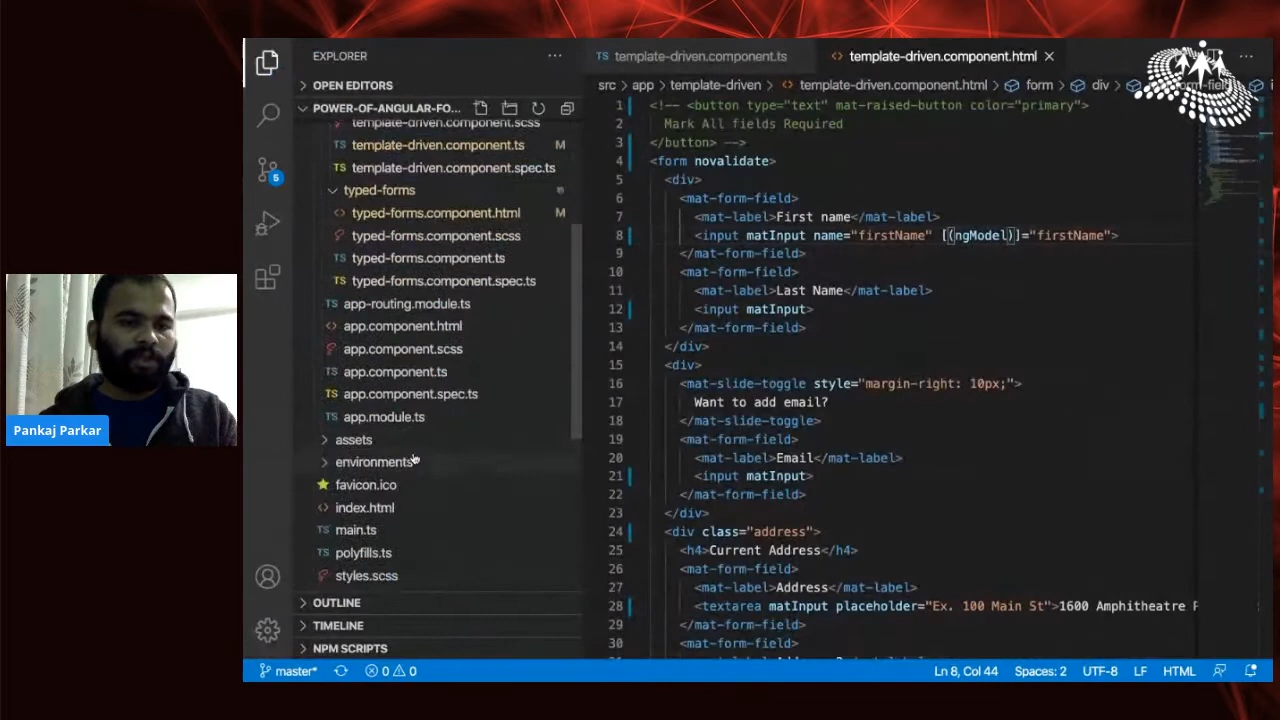 EXPLORER
OPEN EDITORS
POWER-OF-ANGULAR-FO...
template-driven.component.scss
template-driven.component.ts M
template-driven.component.spec.ts
typed-forms
typed-forms.component.html M
typed-forms.component.scss
typed-forms.component.ts
typed-forms.component.spec.ts
app-routing.module.ts
app.component.html
app.component.scss
app.component.ts
app.component.spec.ts
app.module.ts
assets
environments
favicon.ico
index.html
main.ts
polyfills.ts
styles.scss
OUTLINE
TIMELINE
NPM SCRIPTS
5
Pankaj Parkar
TS template-driven.component.ts
template-driven.component.html
src > app > template-driven > template-driven.component.html > form > div >
1 <!-- <button type="text" mat-raised-button color="primary">
2 Mark All fields Required
3 </button> -->
4 <form novalidate>
5 <div>
6 <mat-form-field>
7 <mat-label>First name</mat-label>
8 <input matInput name="firstName" [(ngModel)]="firstName">
9 </mat-form-field>
10 <mat-form-field>
11 <mat-label>Last Name</mat-label>
12 <input matInput>
13 </mat-form-field>
14 </div>
15 <div>
16 <mat-slide-toggle style="margin-right: 10px;">
17 Want to add email?
18 </mat-slide-toggle>
19 <mat-form-field>
20 <mat-label>Email</mat-label>
21 <input matInput>
22 </mat-form-field>
23 </div>
24 <div class="address">
25 <h4>Current Address</h4>
26 <mat-form-field>
27 <mat-label>Address</mat-label>
28 <textarea matInput placeholder="Ex. 100 Main St">1600 Amphitheatre P
29 </mat-form-field>
30 <mat-form-field>
master* 0 0 Ln 8, Col 44 Spaces: 2 UTF-8 LF HTML